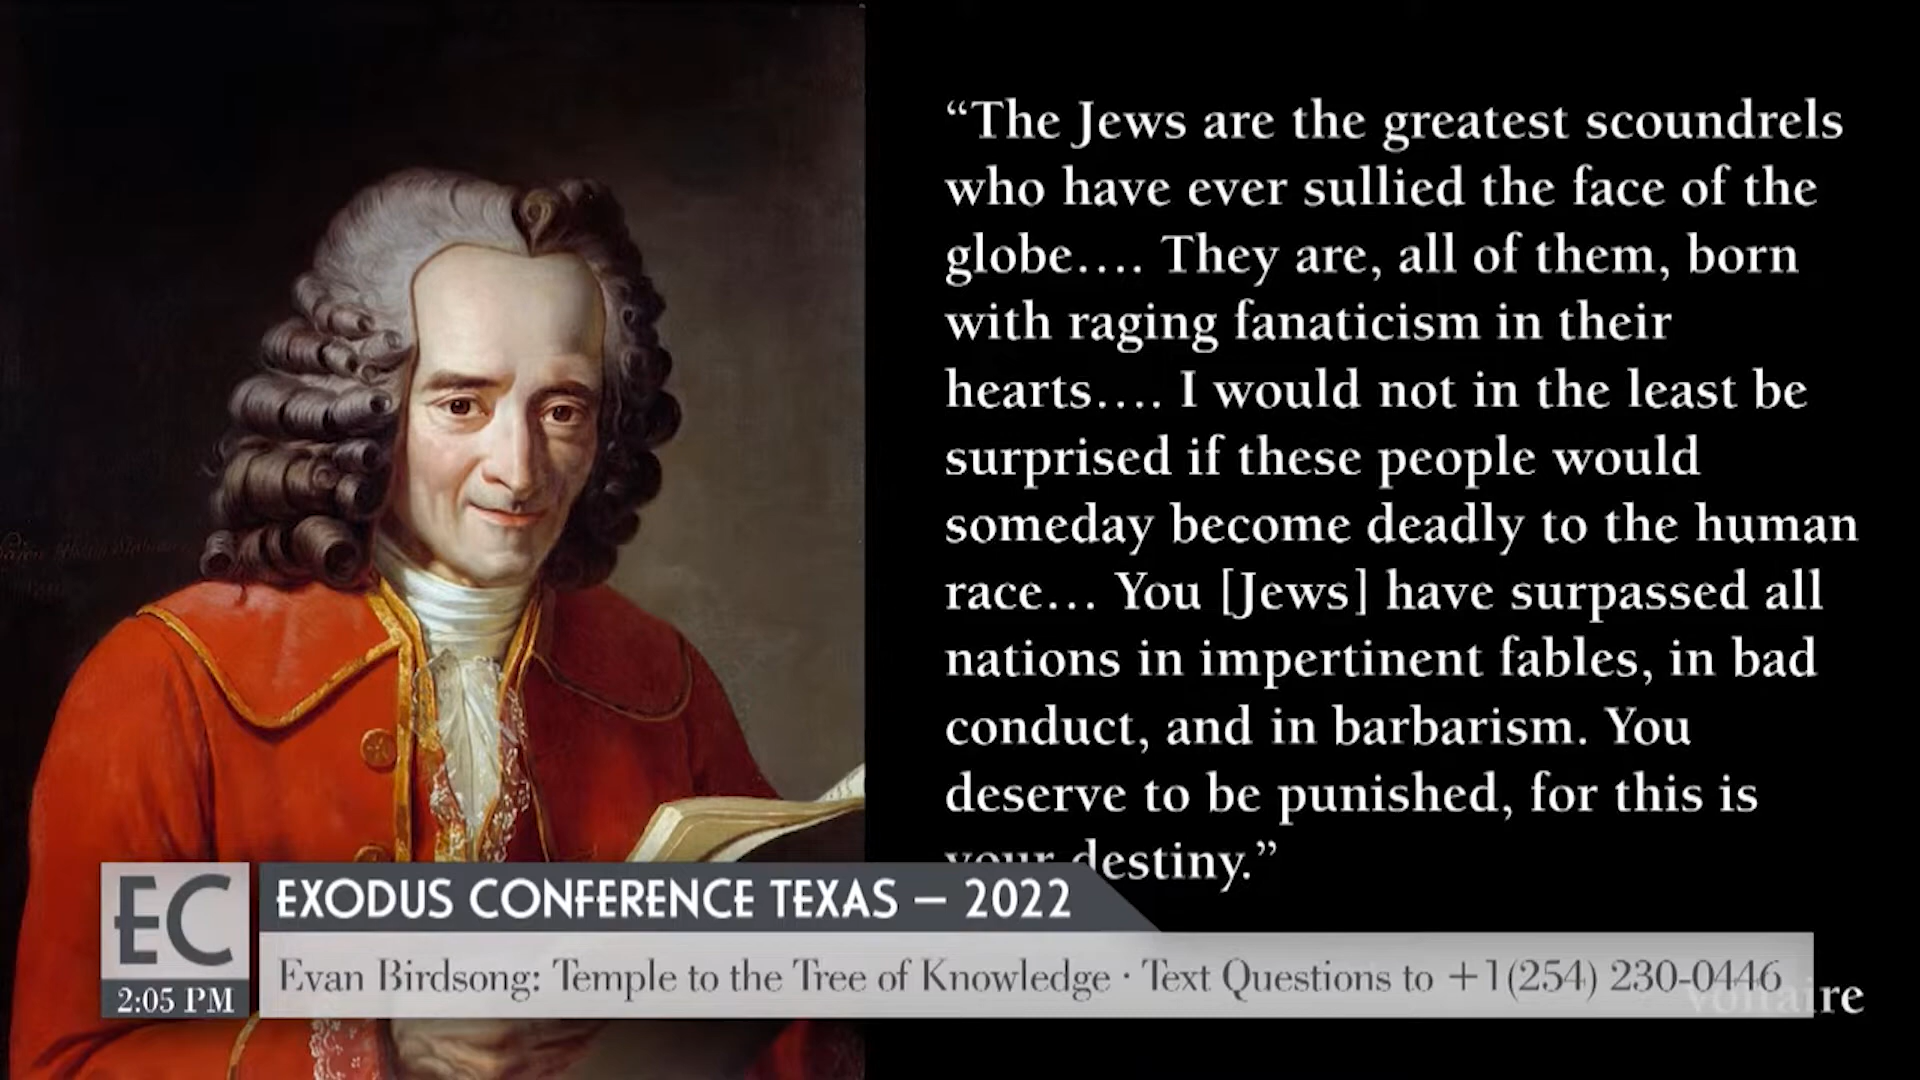 “The Jews are the greatest scoundrels
who have ever sullied the face of the
globe…. They are, all of them, born
with raging fanaticism in their
hearts…. I would not in the least be
surprised if these people would
someday become deadly to the human
race… You [Jews] have surpassed all
nations in impertinent fables, in bad
conduct, and in barbarism. You
deserve to be punished, for this is
your destiny.”
EC
EXODUS CONFERENCE TEXAS – 2022
Evan Birdsong: Temple to the Tree of Knowledge · Text Questions to +1(254) 230-0446
2:05 PM
voltaire